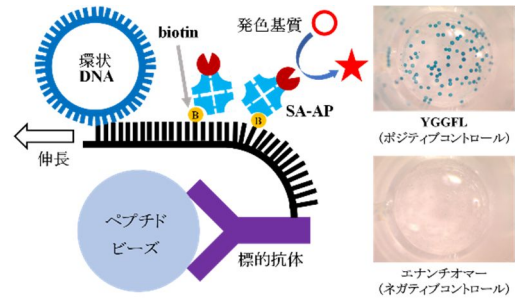 biotin
発色基質
環状
DNA
B
B
SA-AP
伸長
ペプチド
ビーズ
標的抗体
YGGFL
(ポジティブコントロール)
エナンチオマー
(ネガティブコントロール)